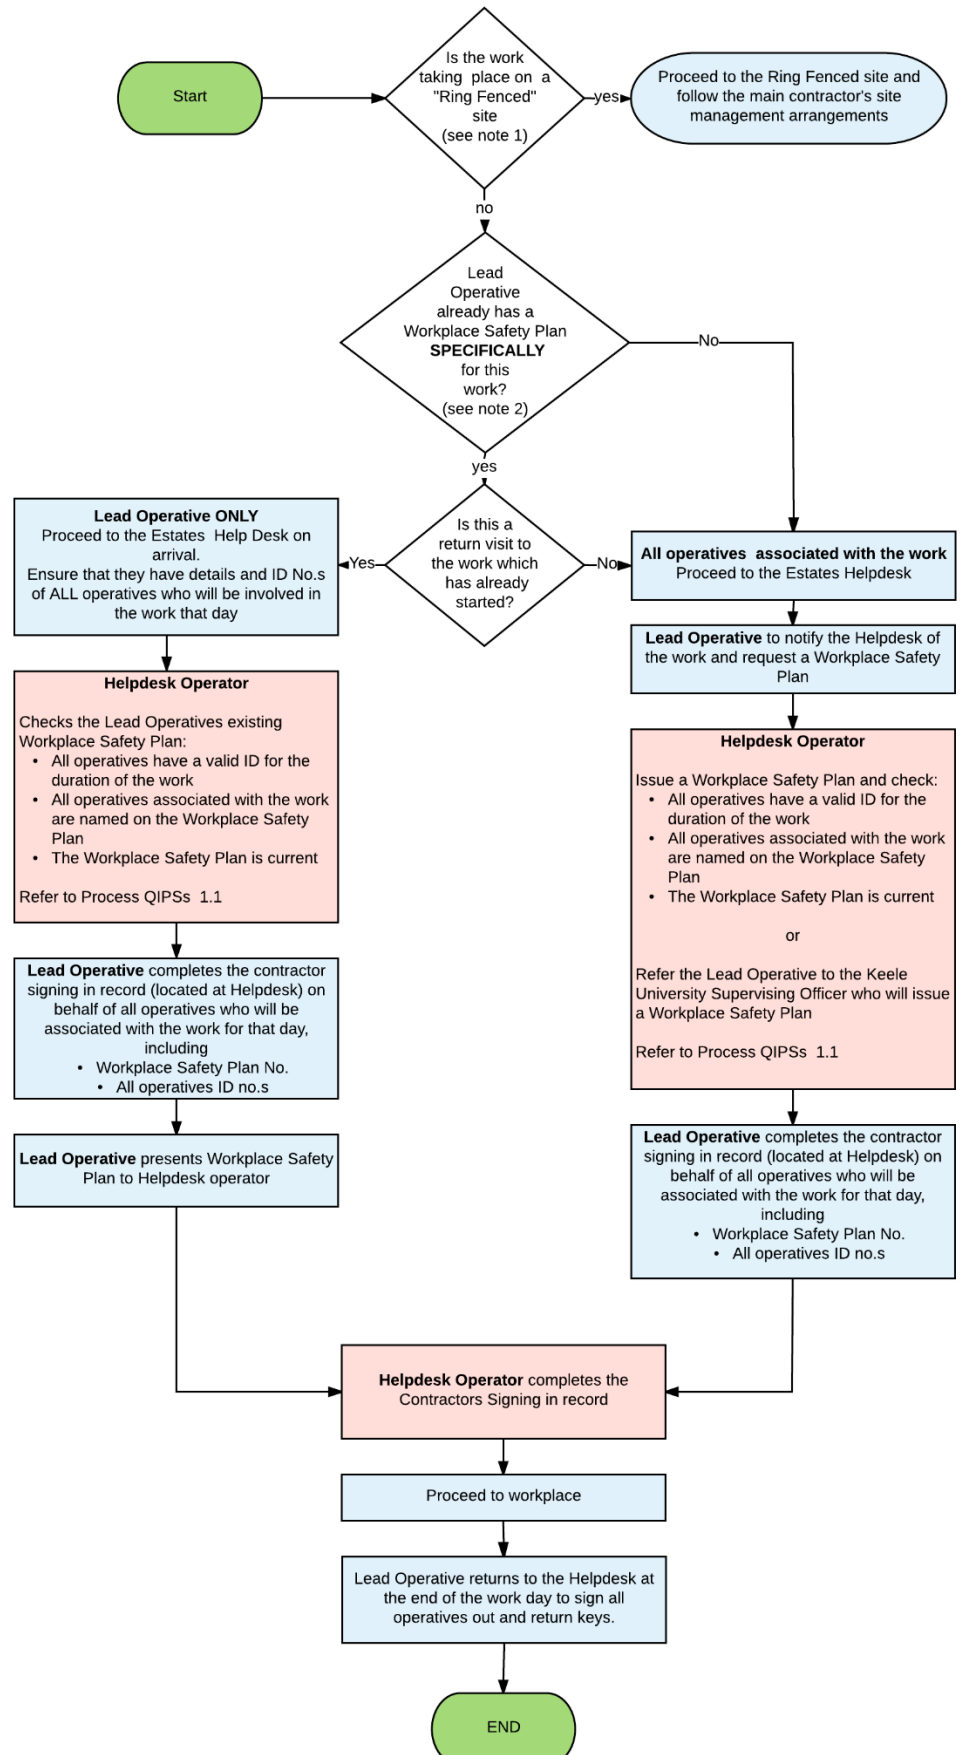 Start
Is the work
taking place on a
"Ring Fenced"
site
(see note 1)
yes
Proceed to the Ring Fenced site and
follow the main contractor's site
management arrangements
no
Lead
Operative
already has a
Workplace Safety Plan
SPECIFICALLY
for this
work?
(see note 2)
No
yes
Is this a
return visit to
the work which
has already
started?
Yes
No
Lead Operative ONLY
Proceed to the Estates Help Desk on
arrival.
Ensure that they have details and ID No.s
of ALL operatives who will be involved in
the work that day
Helpdesk Operator
Checks the Lead Operatives existing
Workplace Safety Plan:
• All operatives have a valid ID for the
duration of the work
• All operatives associated with the work
are named on the Workplace Safety
Plan
• The Workplace Safety Plan is current
Refer to Process QIPSs 1.1
Lead Operative completes the contractor
signing in record (located at Helpdesk) on
behalf of all operatives who will be
associated with the work for that day,
including
• Workplace Safety Plan No.
• All operatives ID no.s
Lead Operative presents Workplace Safety
Plan to Helpdesk operator
All operatives associated with the work
Proceed to the Estates Helpdesk
Lead Operative to notify the Helpdesk of
the work and request a Workplace Safety
Plan
Helpdesk Operator
Issue a Workplace Safety Plan and check:
• All operatives have a valid ID for the
duration of the work
• All operatives associated with the work
are named on the Workplace Safety
Plan
• The Workplace Safety Plan is current
or
Refer the Lead Operative to the Keele
University Supervising Officer who will issue
a Workplace Safety Plan
Refer to Process QIPSs 1.1
Lead Operative completes the contractor
signing in record (located at Helpdesk) on
behalf of all operatives who will be
associated with the work for that day,
including
• Workplace Safety Plan No.
• All operatives ID no.s
Helpdesk Operator completes the
Contractors Signing in record
Proceed to workplace
Lead Operative returns to the Helpdesk at
the end of the work day to sign all
operatives out and return keys.
END